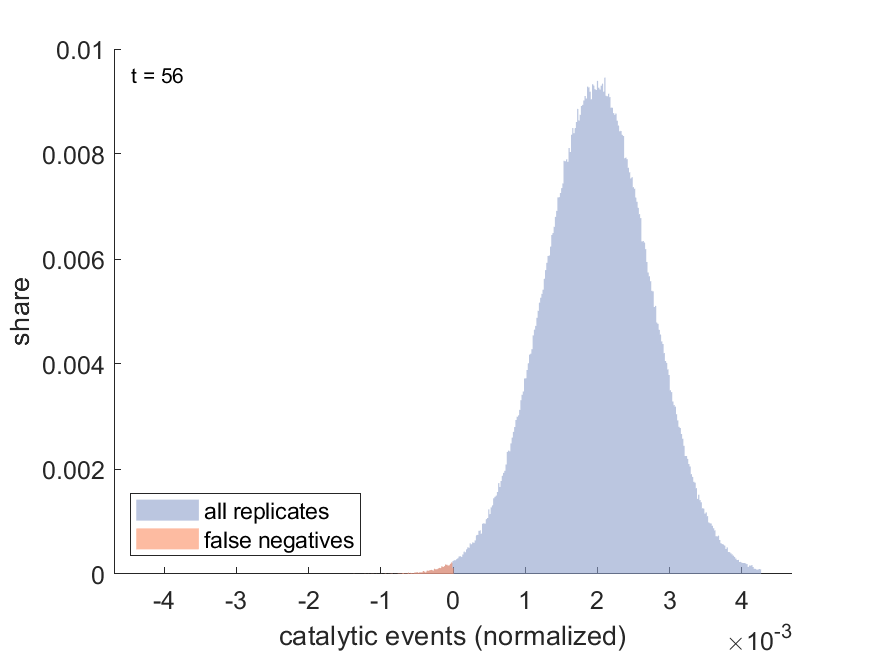 0.01
t = 56
0.008
0.006
share
0.004
0.002
all replicates
false negatives
0
-4 -3 -2 -1 0 1 2 3 4
catalytic events (normalized)
×10⁻³